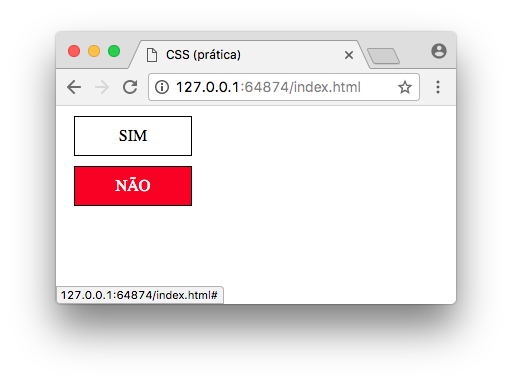 CSS (prática)
127.0.0.1:64874/index.html
SIM
NÃO
127.0.0.1:64874/index.html#